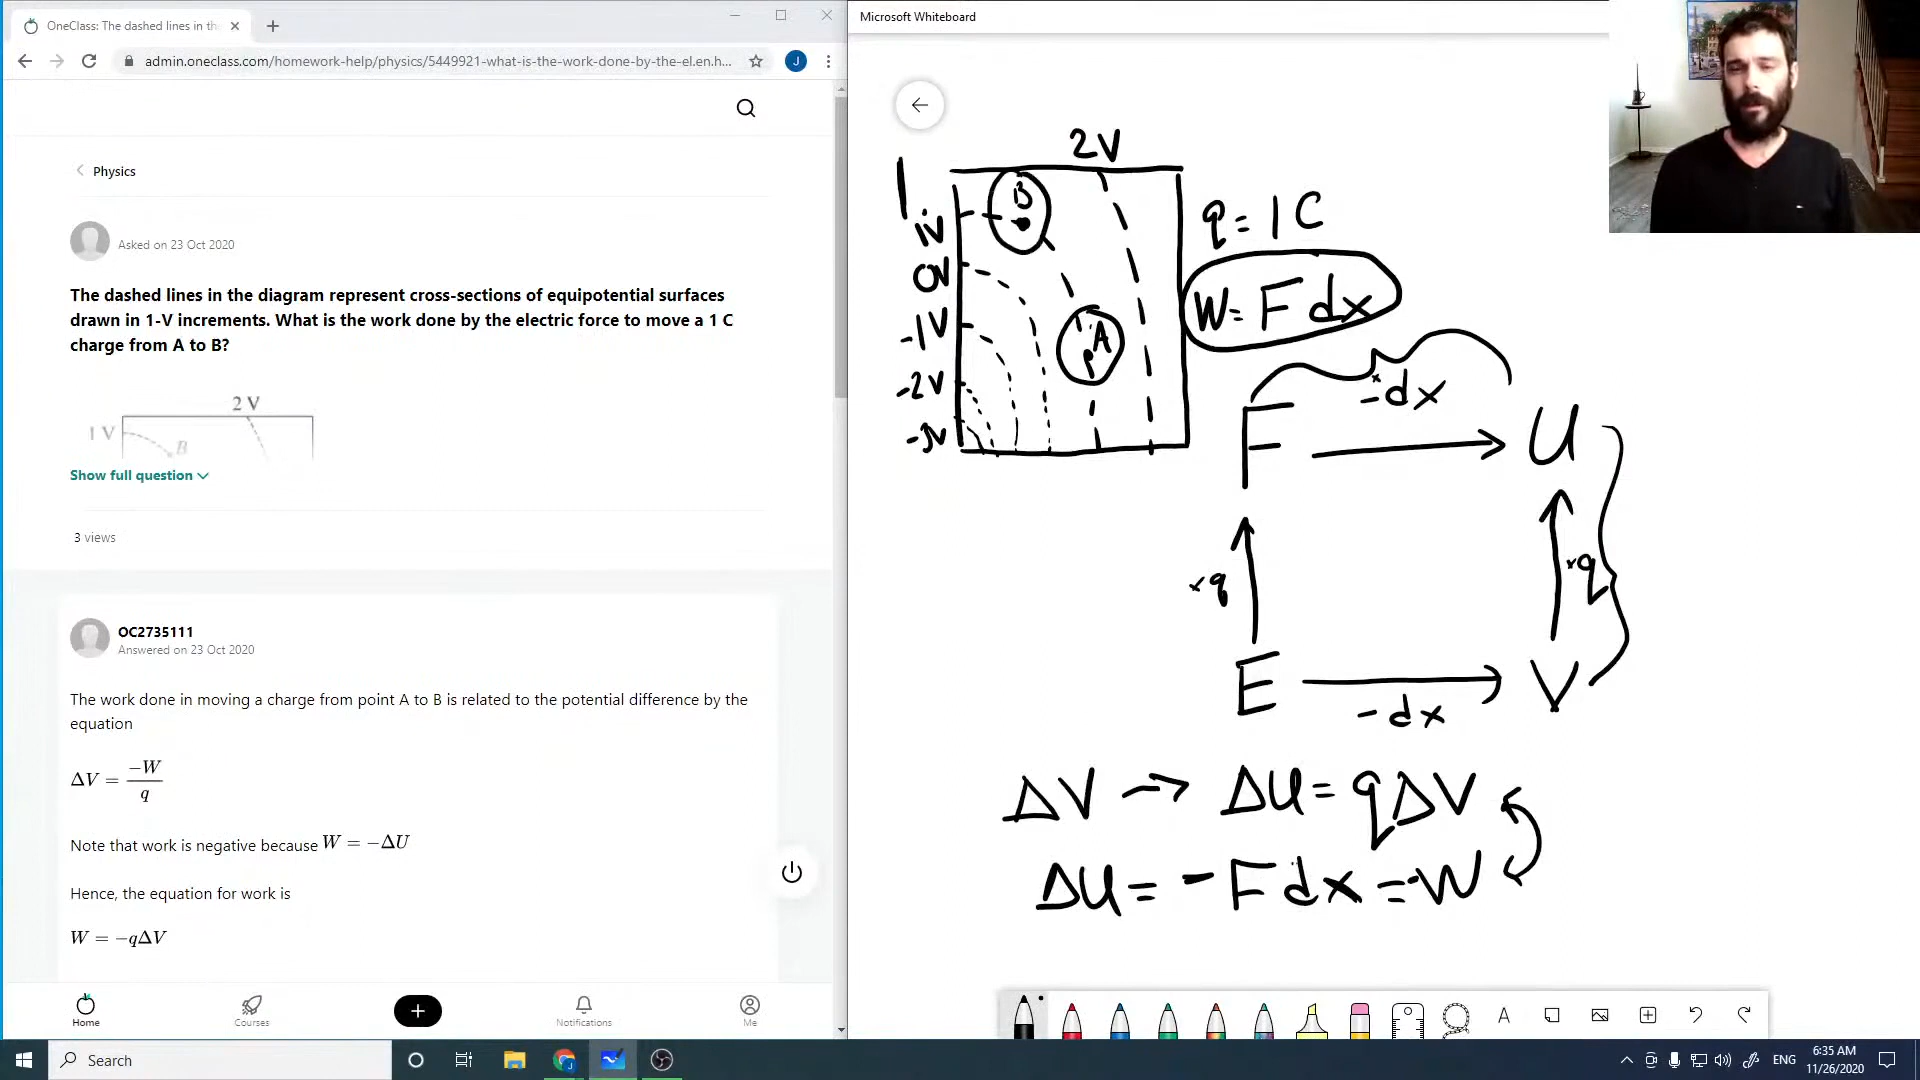 OneClass: The dashed lines in th
admin.oneclass.com/homework-help/physics/5449921-what-is-the-work-done-by-the-el.en.h...
J
Physics
Asked on 23 Oct 2020
The dashed lines in the diagram represent cross-sections of equipotential surfaces
drawn in 1-V increments. What is the work done by the electric force to move a 1 C
charge from A to B?
2 V
1 V
B
Show full question
3 views
OC2735111
Answered on 23 Oct 2020
The work done in moving a charge from point A to B is related to the potential difference by the
equation
ΔV = −W/q
Note that work is negative because W = −ΔU
Hence, the equation for work is
W = −qΔV
Home
Courses
Notifications
Me
Microsoft Whiteboard
2V
B
1V
q = 1 C
0V
W = F dx
-1V
A
-2V
-3V
×-dx
F
U
×q
×q
E
V
-dx
ΔV → ΔU = qΔV
ΔU = -Fdx = -W
A
Search
ENG
6:35 AM
11/26/2020